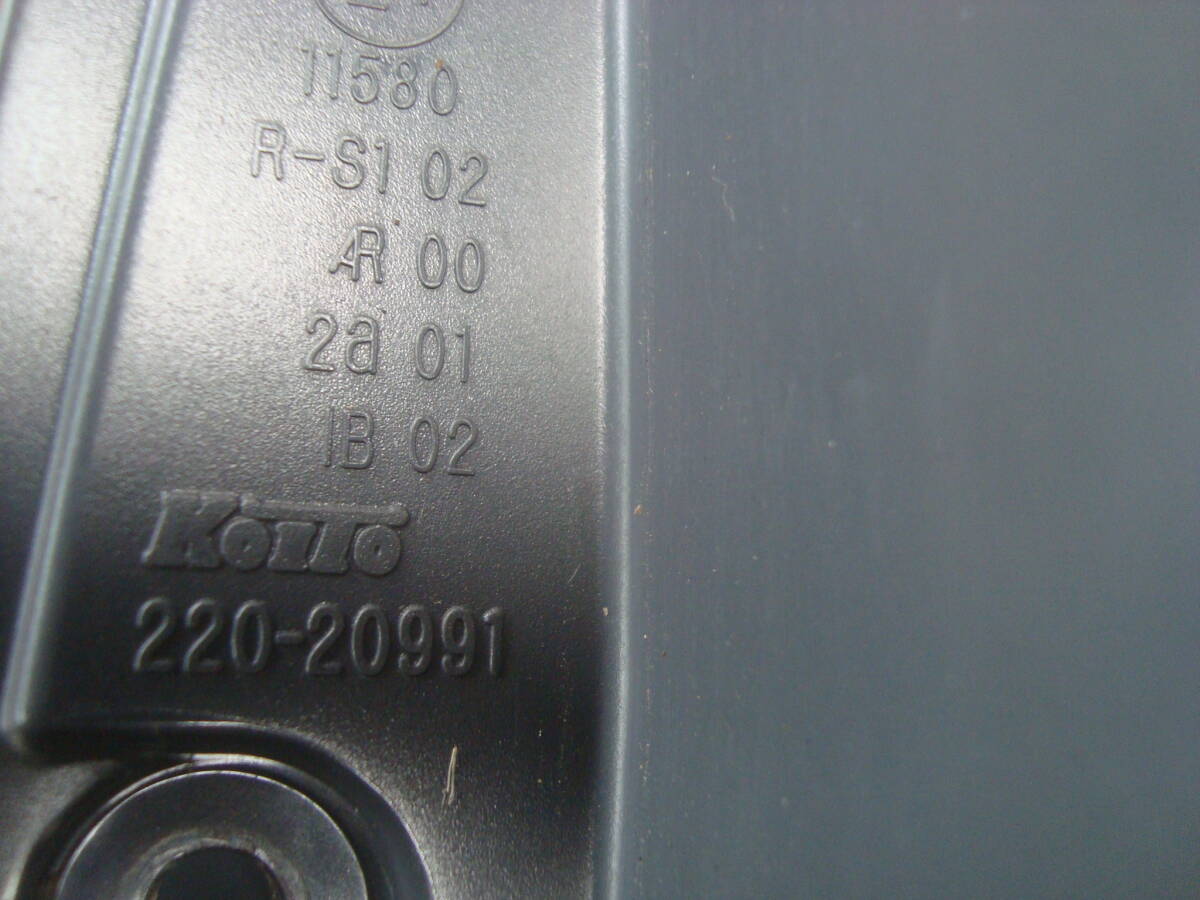 11580
R-S1 02
AR 00
2a 01
IB 02
KOITO
220-20991